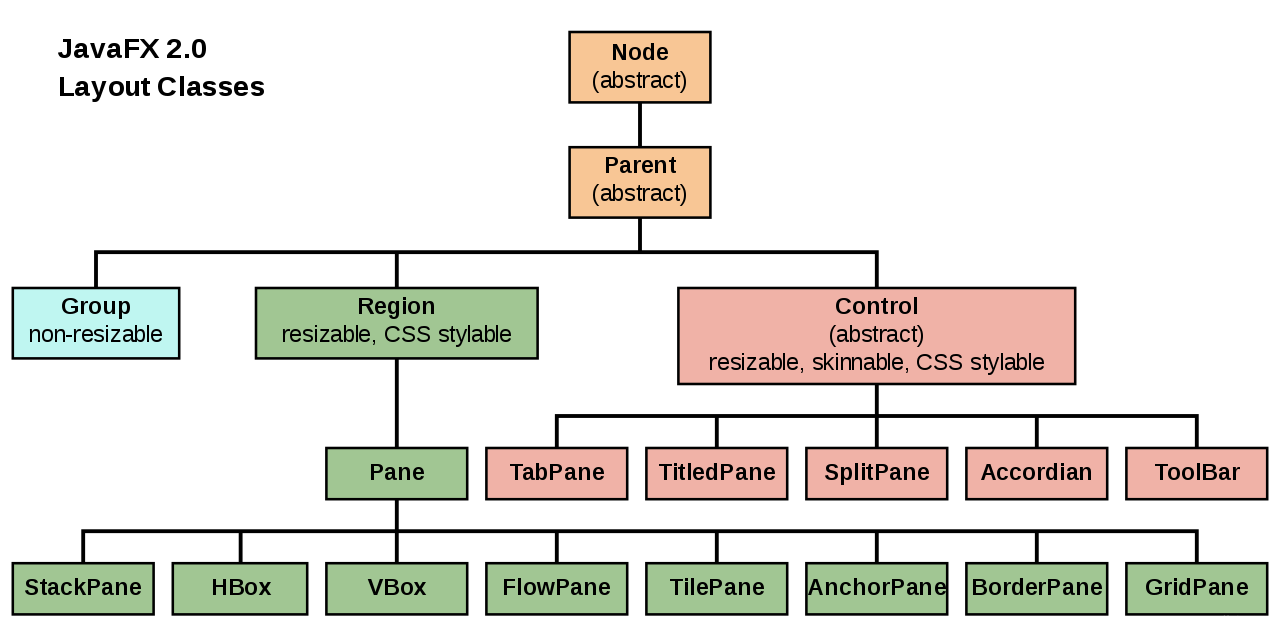 JavaFX 2.0
Layout Classes
Node
(abstract)
Parent
(abstract)
Group
non-resizable
Region
resizable, CSS stylable
Control
(abstract)
resizable, skinnable, CSS stylable
Pane
TabPane
TitledPane
SplitPane
Accordian
ToolBar
StackPane
HBox
VBox
FlowPane
TilePane
AnchorPane
BorderPane
GridPane